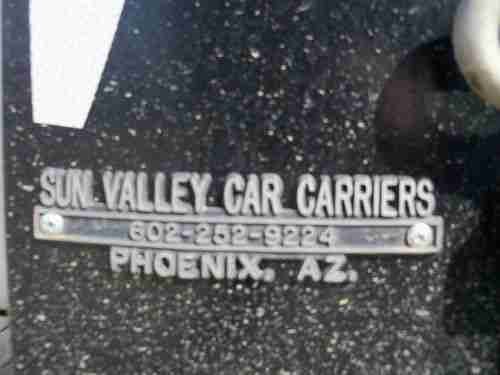 SUN VALLEY CAR CARRIERS
602-252-9224
PHOENIX, AZ.